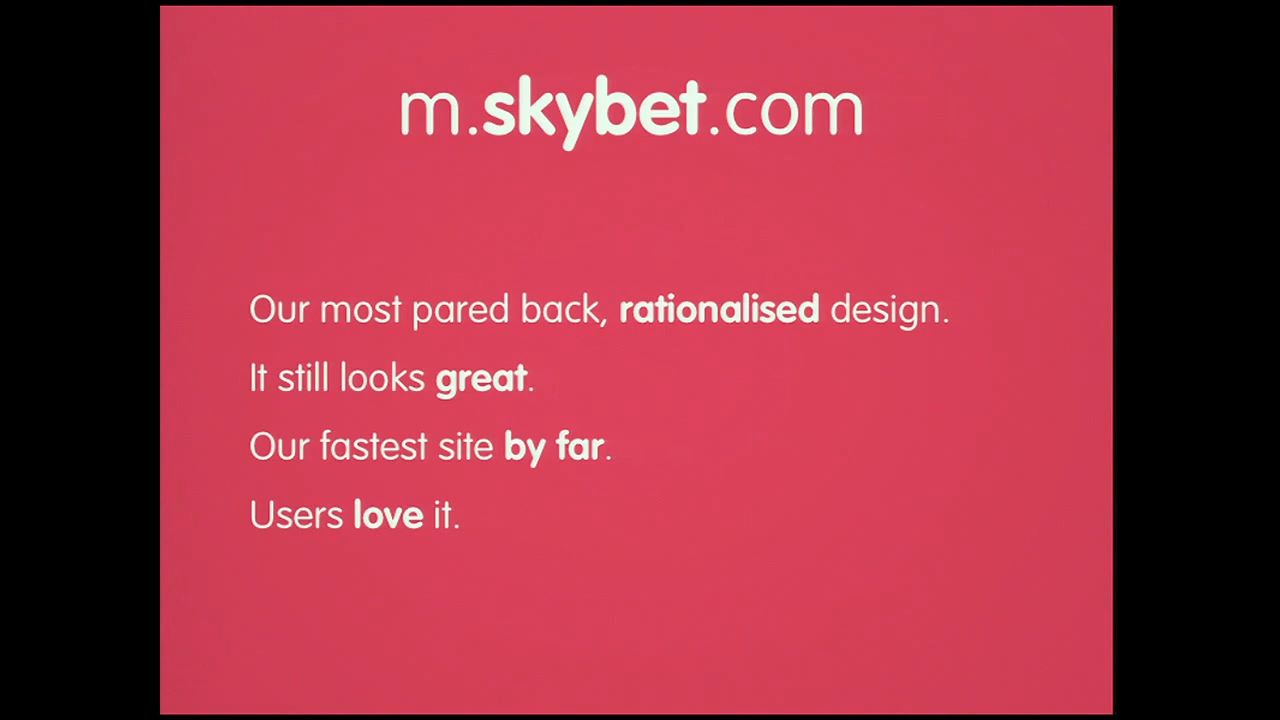 m.skybet.com
Our most pared back, rationalised design.
It still looks great.
Our fastest site by far.
Users love it.